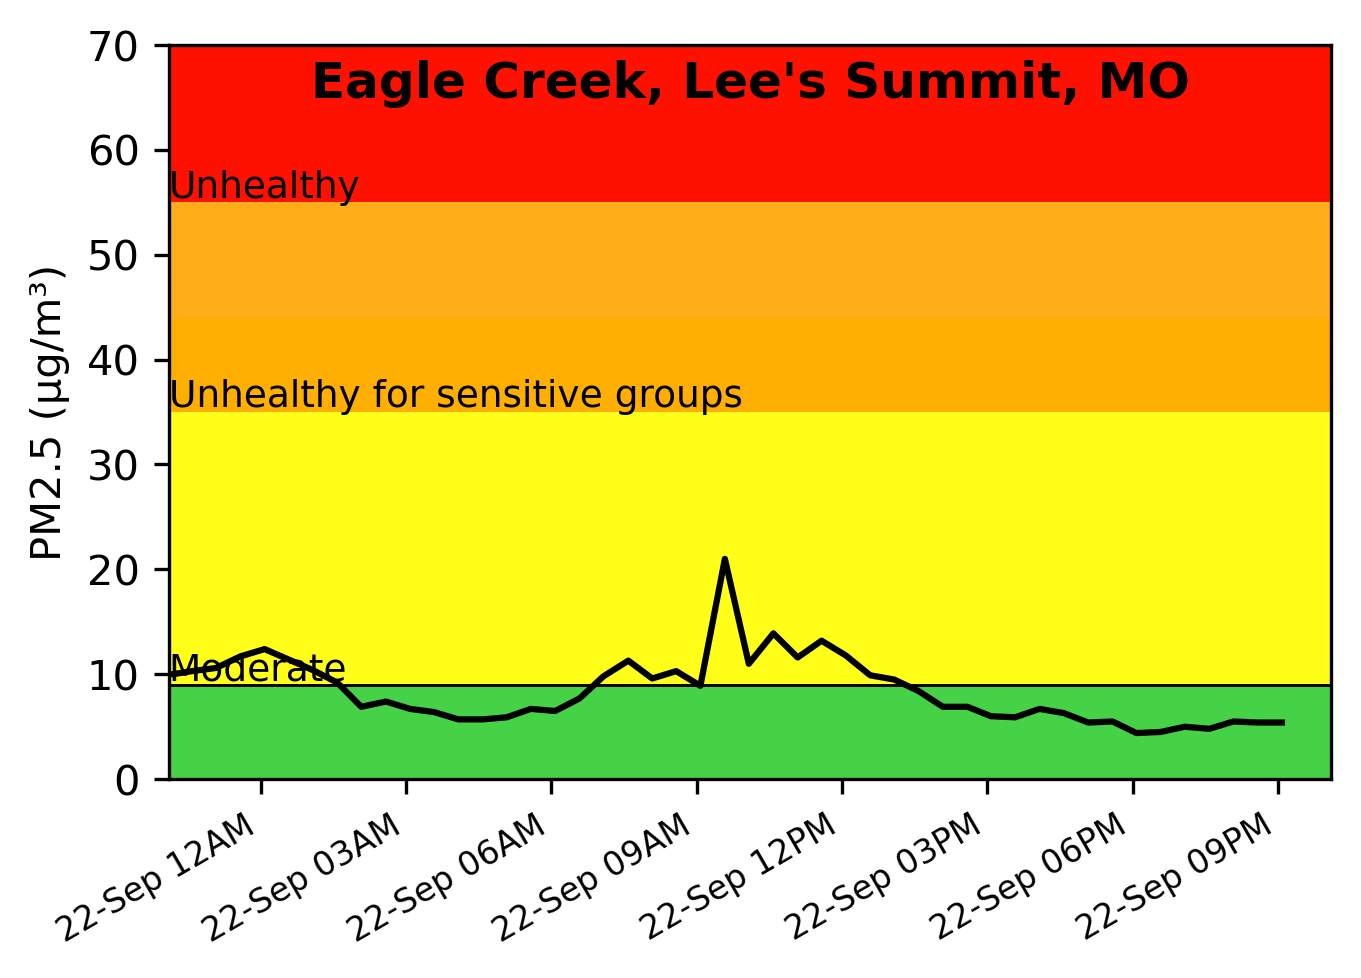 Eagle Creek, Lee's Summit, MO
70
60
50
40
30
20
10
0
PM2.5 (µg/m³)
Unhealthy
Unhealthy for sensitive groups
Moderate
22-Sep 12AM
22-Sep 03AM
22-Sep 06AM
22-Sep 09AM
22-Sep 12PM
22-Sep 03PM
22-Sep 06PM
22-Sep 09PM